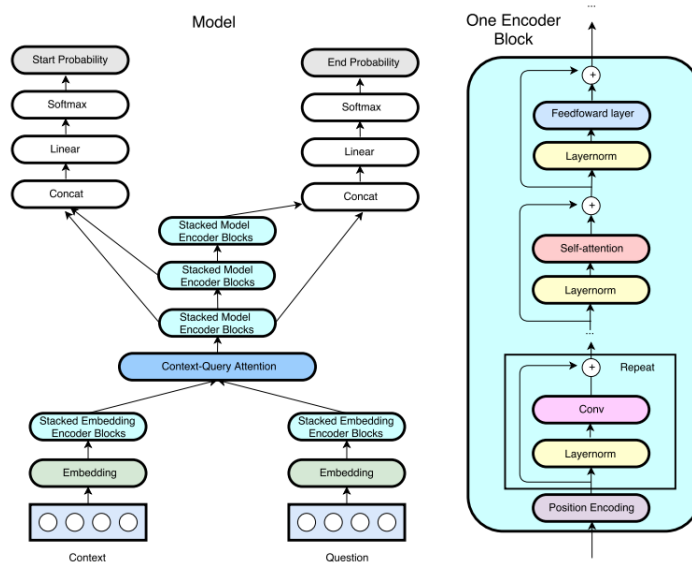 Model
Start Probability
Softmax
Linear
Concat
End Probability
Softmax
Linear
Concat
Stacked Model
Encoder Blocks
Stacked Model
Encoder Blocks
Stacked Model
Encoder Blocks
Context-Query Attention
Stacked Embedding
Encoder Blocks
Embedding
Context
Stacked Embedding
Encoder Blocks
Embedding
Question
One Encoder
Block
...
+
Feedfoward layer
Layernorm
+
Self-attention
Layernorm
...
+
Repeat
Conv
Layernorm
Position Encoding